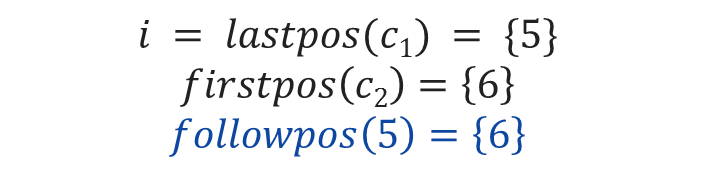 i = lastpos(c₁) = {5}
firstpos(c₂) = {6}
followpos(5) = {6}